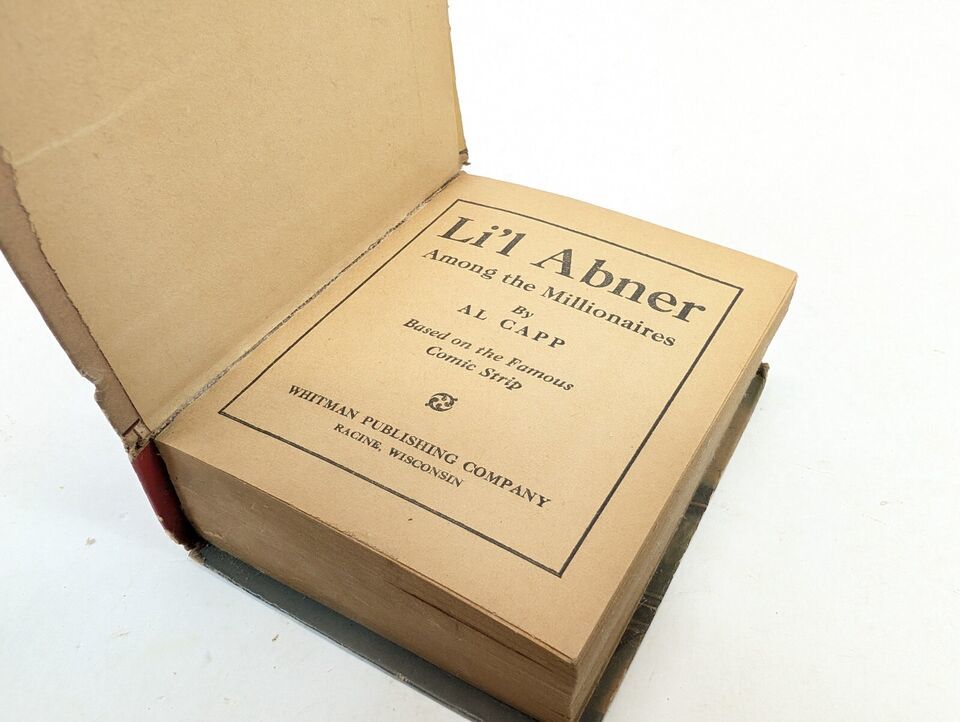 Li'l Abner
Among the Millionaires
By
AL CAPP
Based on the Famous
Comic Strip
WHITMAN PUBLISHING COMPANY
RACINE, WISCONSIN